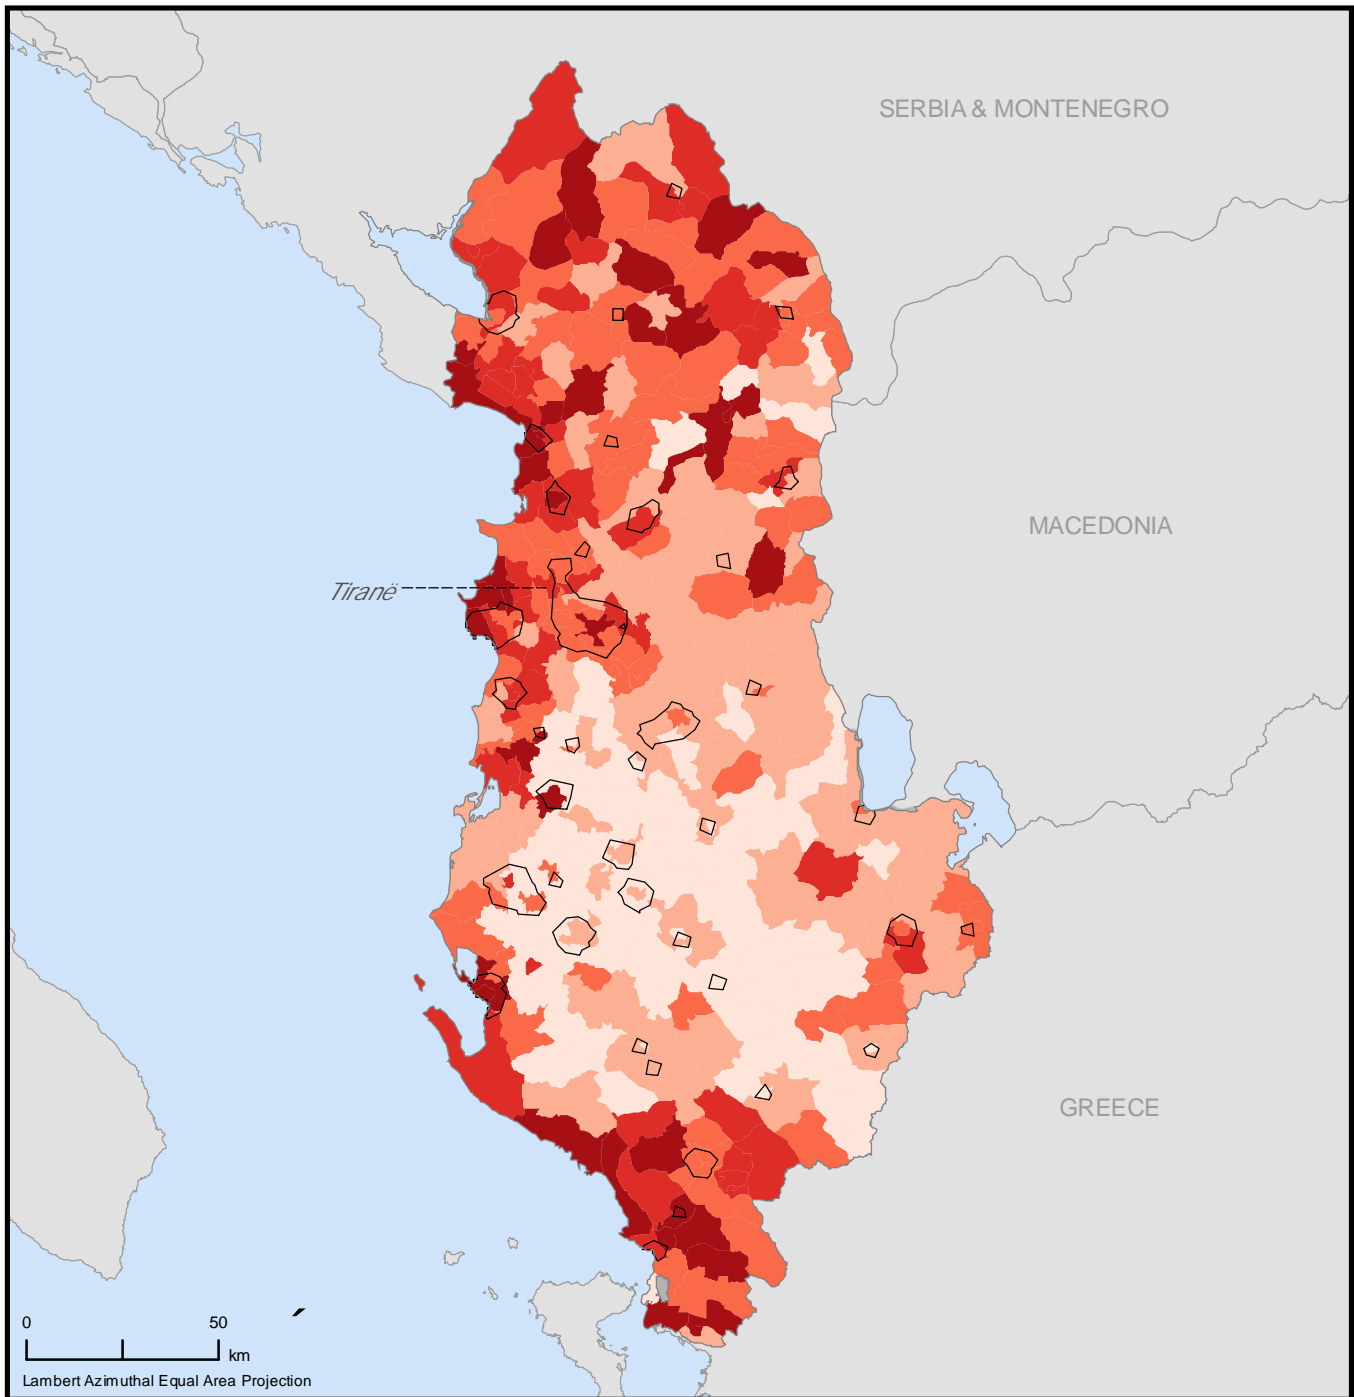 SERBIA & MONTENEGRO
MACEDONIA
Tiranë
GREECE
0 50
km
Lambert Azimuthal Equal Area Projection